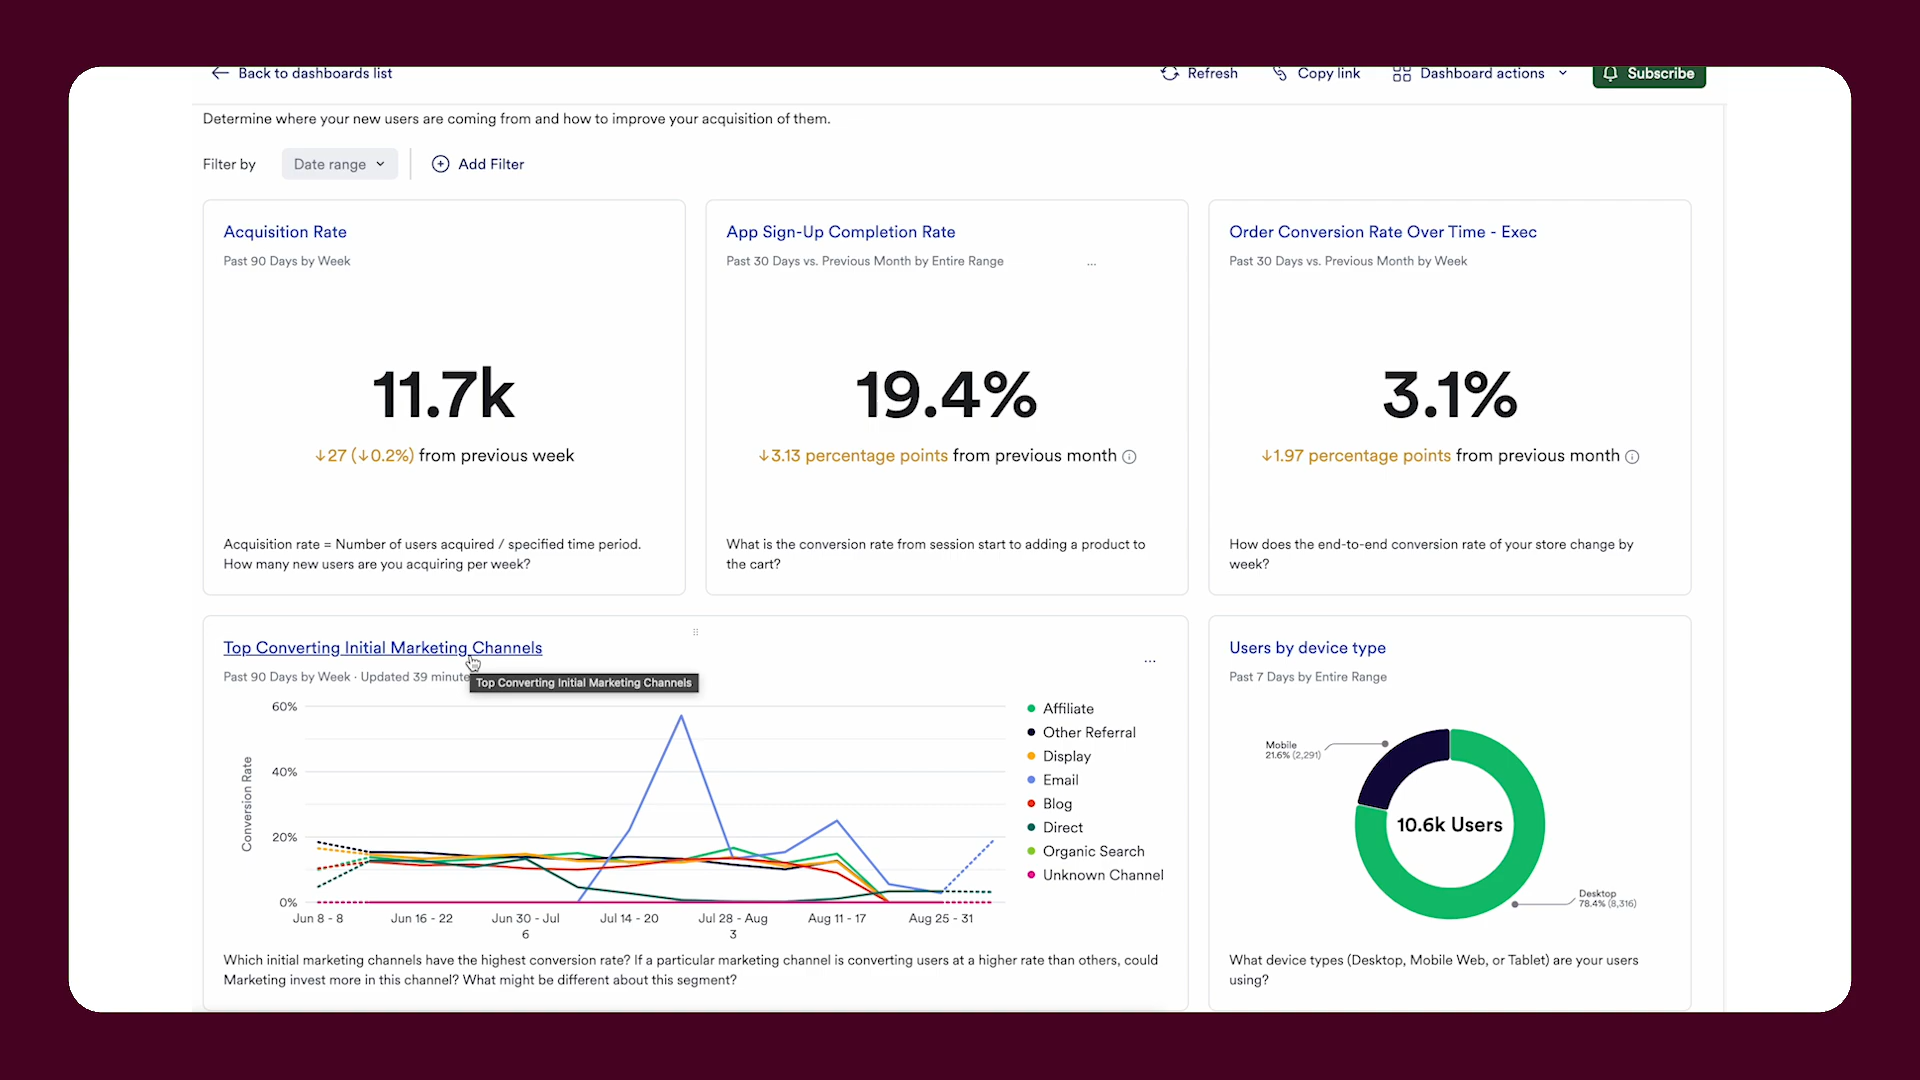 Back to dashboards list
Refresh
Copy link
Dashboard actions
Subscribe
Determine where your new users are coming from and how to improve your acquisition of them.
Filter by
Date range
Add Filter
Acquisition Rate
Past 90 Days by Week
11.7k
↓27 (↓0.2%) from previous week
Acquisition rate = Number of users acquired / specified time period.
How many new users are you acquiring per week?
App Sign-Up Completion Rate
Past 30 Days vs. Previous Month by Entire Range
...
19.4%
↓3.13 percentage points from previous month
What is the conversion rate from session start to adding a product to
the cart?
Order Conversion Rate Over Time - Exec
Past 30 Days vs. Previous Month by Week
3.1%
↓1.97 percentage points from previous month
How does the end-to-end conversion rate of your store change by
week?
Top Converting Initial Marketing Channels
...
Past 90 Days by Week · Updated 39 minute
Top Converting Initial Marketing Channels
Conversion Rate
60%
40%
20%
0%
Jun 8 - 8
Jun 16 - 22
Jun 30 - Jul
6
Jul 14 - 20
Jul 28 - Aug
3
Aug 11 - 17
Aug 25 - 31
Affiliate
Other Referral
Display
Email
Blog
Direct
Organic Search
Unknown Channel
Which initial marketing channels have the highest conversion rate? If a particular marketing channel is converting users at a higher rate than others, could
Marketing invest more in this channel? What might be different about this segment?
Users by device type
Past 7 Days by Entire Range
Mobile
21.6% (2,291)
10.6k Users
Desktop
78.4% (8,316)
What device types (Desktop, Mobile Web, or Tablet) are your users
using?